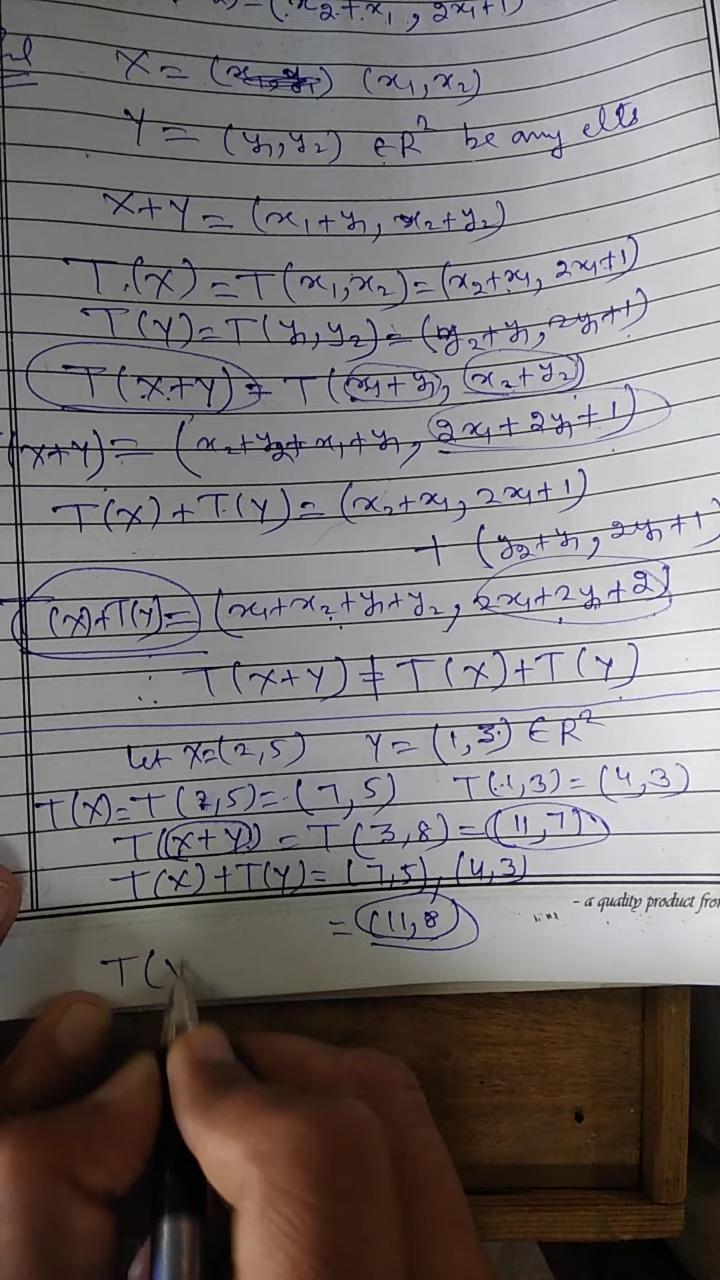 =(x2+x1, 2x1+1)
X = (x1,x2)
Y = (y1,y2) ∈R² be any elts
X+Y = (x1+y1, x2+y2)
T(X) = T(x1,x2)=(x2+x1, 2x1+1)
T(Y)=T(y1,y2)=(y2+y1, 2y1+1)
T(X+Y) = T(x1+y1, x2+y2)
(X+Y) = (x2+y2+x1+y1, 2x1+2y1+1)
T(X)+T(Y) = (x2+x1, 2x1+1)
+ (y2+y1, 2y1+1)
T(X)+T(Y)= (x1+x2+y1+y2, 2x1+2y1+2)
∴ T(X+Y) ≠ T(X)+T(Y)
let X=(2,5) Y= (1,3) ∈R²
T(X)=T(2,5)=(7,5) T(1,3)=(4,3)
T(X+Y) = T(3,8)=(11,7)
T(X)+T(Y)= (7,5), (4,3)
- a quality product fro
= (11,8)
T(